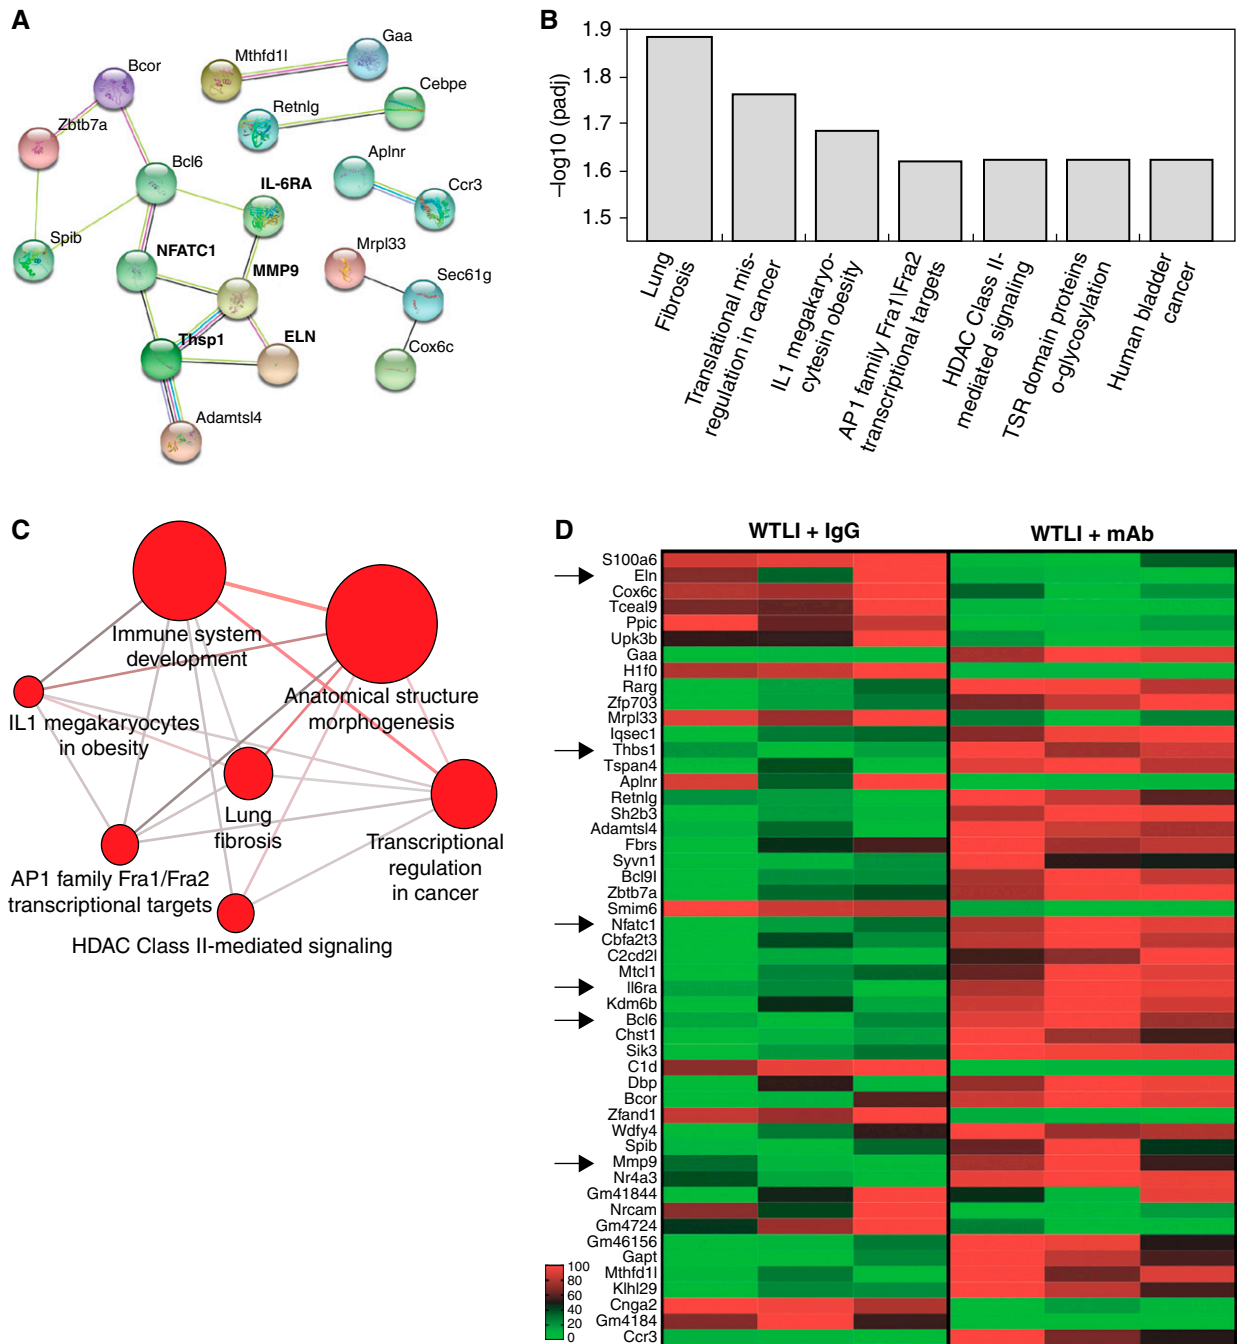 A
Bcor
Zbtb7a
Bcl6
Spib
IL-6RA
NFATC1
MMP9
Thsp1
ELN
Adamtsl4
Mthfd1l
Gaa
Retnlg
Cebpe
Aplnr
Ccr3
Mrpl33
Sec61g
Cox6c
B
–log10 (padj)
1.9
1.8
1.7
1.6
1.5
Lung
Fibrosis
Translational mis-
regulation in cancer
IL1 megakaryo-
cytesin obesity
AP1 family Fra1\Fra2
transcriptional targets
HDAC Class II-
mediated signaling
TSR domain proteins
o-glycosylation
Human bladder
cancer
C
Immune system
development
Anatomical structure
morphogenesis
IL1 megakaryocytes
in obesity
Lung
fibrosis
Transcriptional
regulation
in cancer
AP1 family Fra1/Fra2
transcriptional targets
HDAC Class II-mediated signaling
D
WTLI + IgG
WTLI + mAb
S100a6
Eln
Cox6c
Tceal9
Ppic
Upk3b
Gaa
H1f0
Rarg
Zfp703
Mrpl33
Iqsec1
Thbs1
Tspan4
Aplnr
Retnlg
Sh2b3
Adamtsl4
Fbrs
Syvn1
Bcl9l
Zbtb7a
Smim6
Nfatc1
Cbfa2t3
C2cd2l
Mtcl1
Il6ra
Kdm6b
Bcl6
Chst1
Sik3
C1d
Dbp
Bcor
Zfand1
Wdfy4
Spib
Mmp9
Nr4a3
Gm41844
Nrcam
Gm4724
Gm46156
Gapt
Mthfd1l
Klhl29
Cnga2
Gm4184
Ccr3
100
80
60
40
20
0